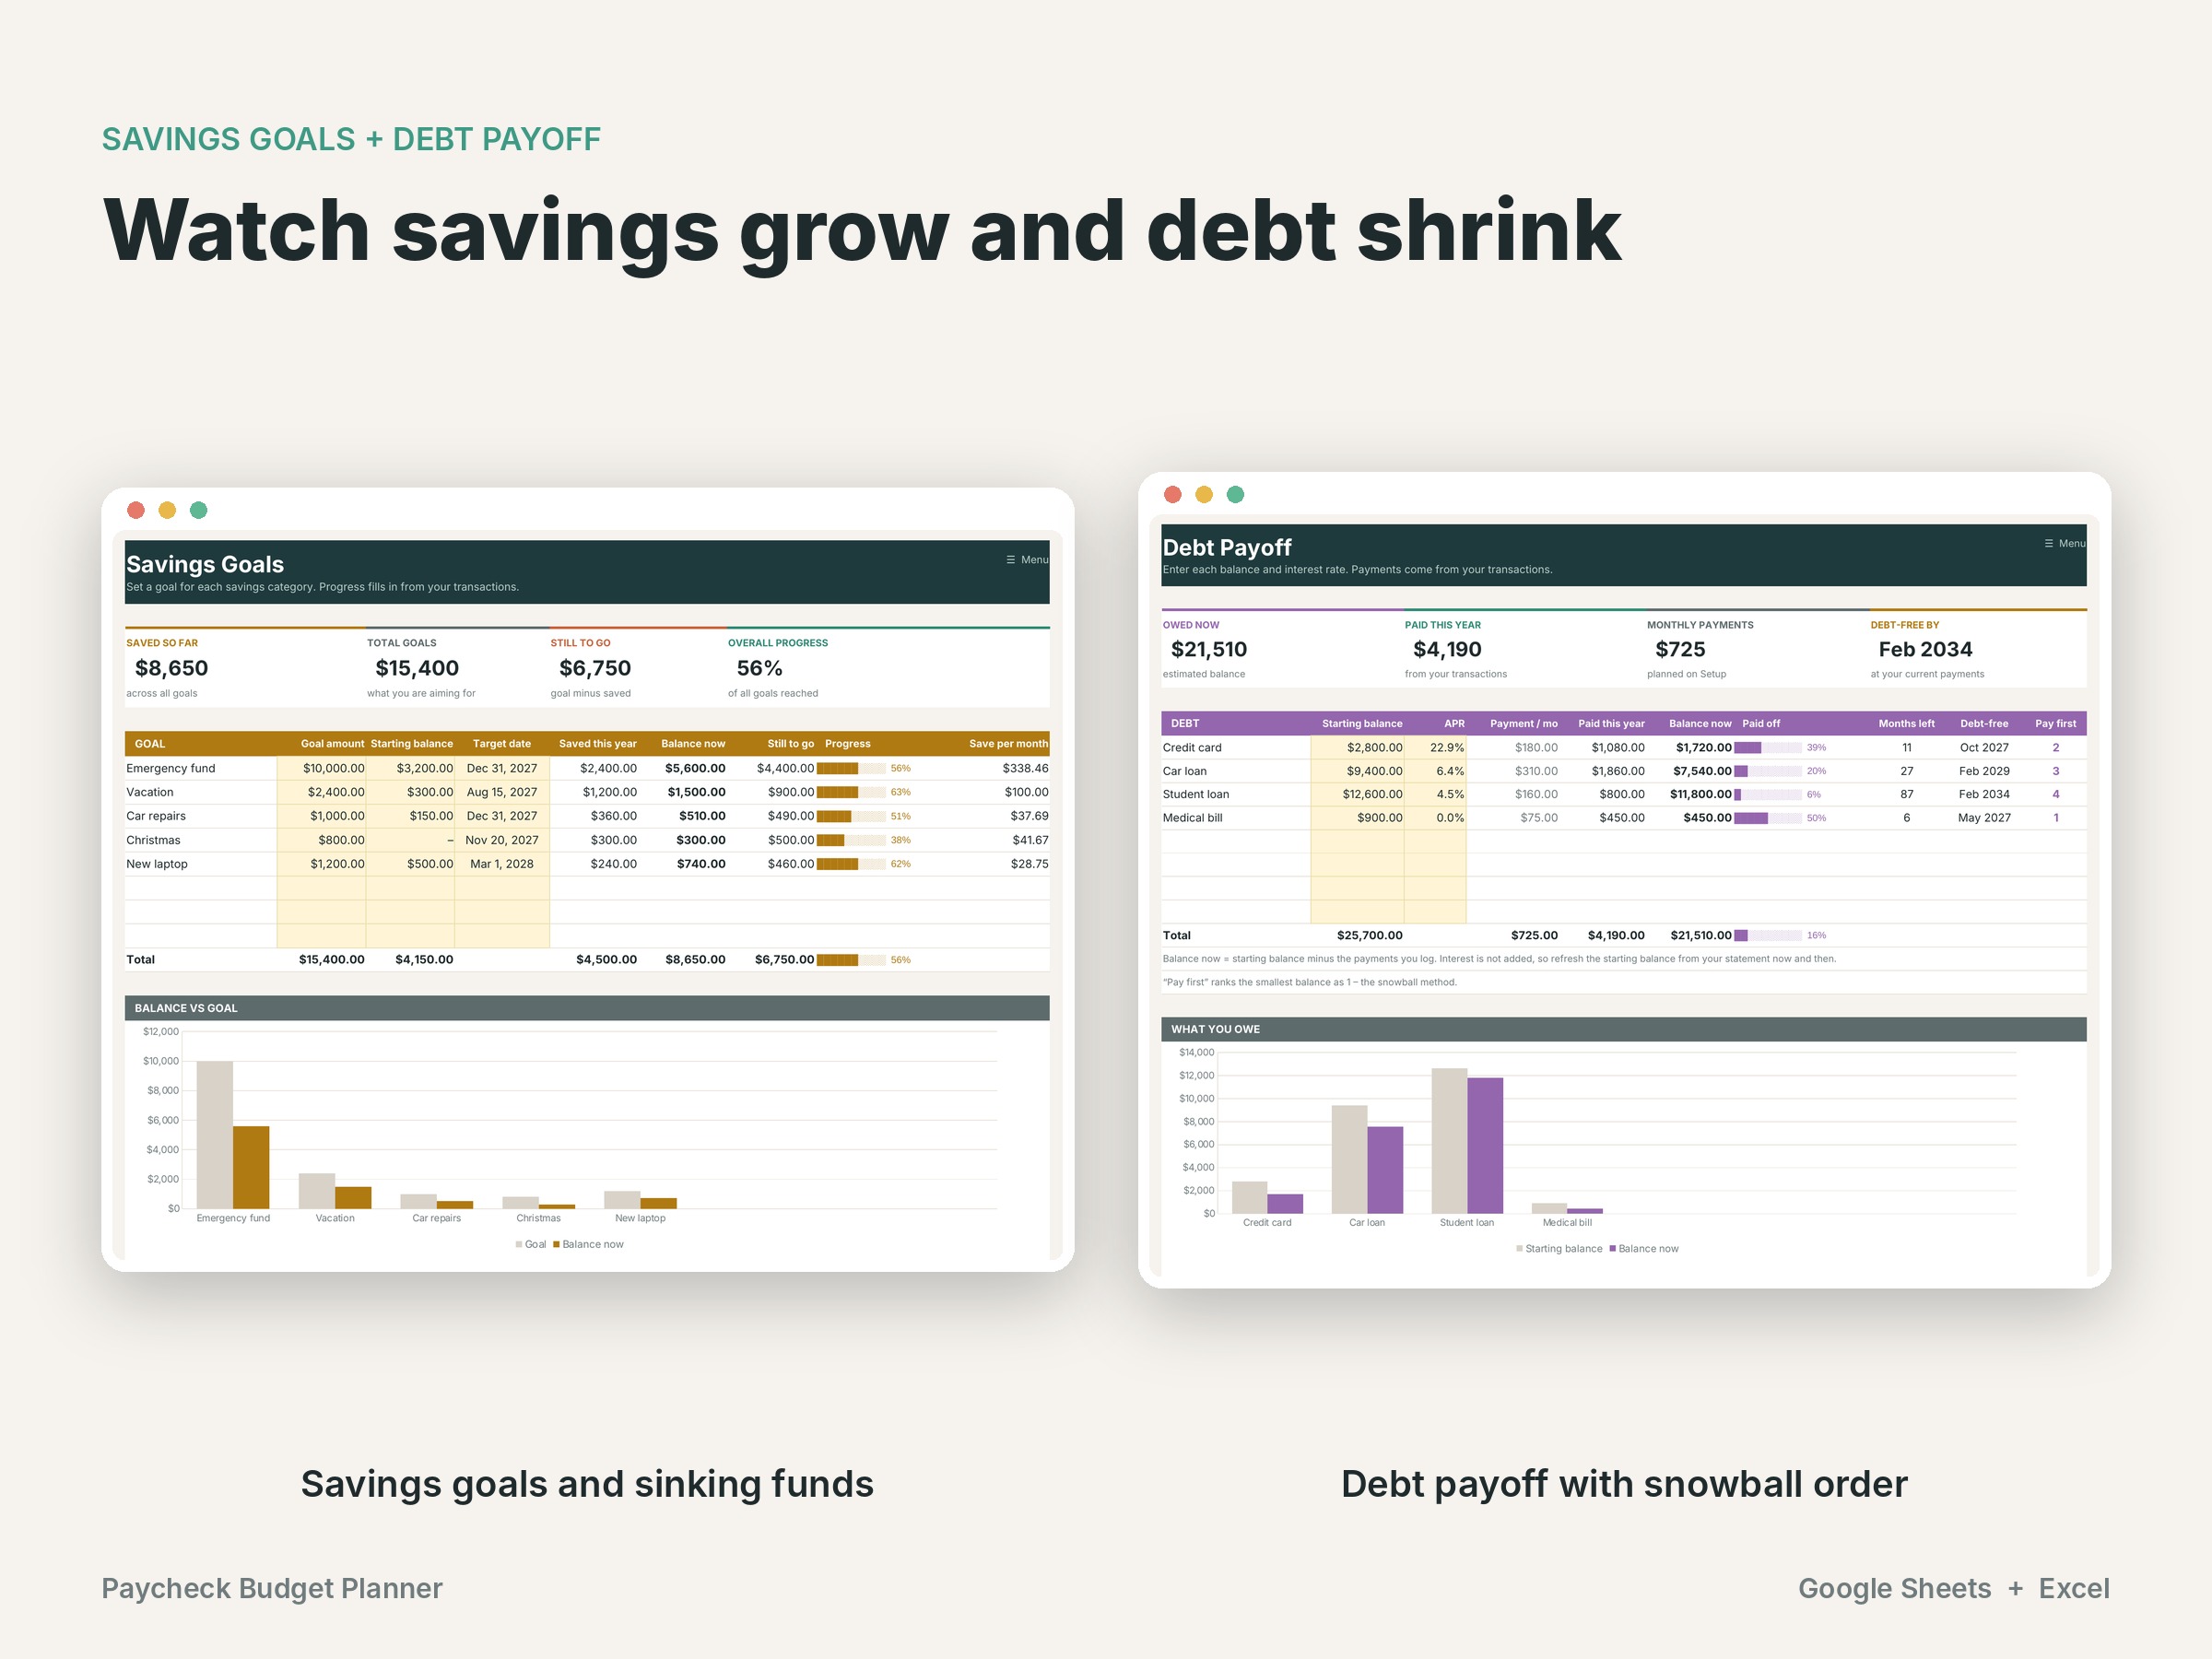 SAVINGS GOALS + DEBT PAYOFF
Watch savings grow and debt shrink
Savings Goals
☰ Menu
Set a goal for each savings category. Progress fills in from your transactions.
SAVED SO FAR TOTAL GOALS STILL TO GO OVERALL PROGRESS
$8,650 $15,400 $6,750 56%
across all goals what you are aiming for goal minus saved of all goals reached
GOAL Goal amount Starting balance Target date Saved this year Balance now Still to go Progress Save per month
Emergency fund $10,000.00 $3,200.00 Dec 31, 2027 $2,400.00 $5,600.00 $4,400.00 56% $338.46
Vacation $2,400.00 $300.00 Aug 15, 2027 $1,200.00 $1,500.00 $900.00 63% $100.00
Car repairs $1,000.00 $150.00 Dec 31, 2027 $360.00 $510.00 $490.00 51% $37.69
Christmas $800.00 – Nov 20, 2027 $300.00 $300.00 $500.00 38% $41.67
New laptop $1,200.00 $500.00 Mar 1, 2028 $240.00 $740.00 $460.00 62% $28.75
Total $15,400.00 $4,150.00 $4,500.00 $8,650.00 $6,750.00 56%
BALANCE VS GOAL
$12,000
$10,000
$8,000
$6,000
$4,000
$2,000
$0
Emergency fund Vacation Car repairs Christmas New laptop
Goal Balance now
Debt Payoff
☰ Menu
Enter each balance and interest rate. Payments come from your transactions.
OWED NOW PAID THIS YEAR MONTHLY PAYMENTS DEBT-FREE BY
$21,510 $4,190 $725 Feb 2034
estimated balance from your transactions planned on Setup at your current payments
DEBT Starting balance APR Payment / mo Paid this year Balance now Paid off Months left Debt-free Pay first
Credit card $2,800.00 22.9% $180.00 $1,080.00 $1,720.00 39% 11 Oct 2027 2
Car loan $9,400.00 6.4% $310.00 $1,860.00 $7,540.00 20% 27 Feb 2029 3
Student loan $12,600.00 4.5% $160.00 $800.00 $11,800.00 6% 87 Feb 2034 4
Medical bill $900.00 0.0% $75.00 $450.00 $450.00 50% 6 May 2027 1
Total $25,700.00 $725.00 $4,190.00 $21,510.00 16%
Balance now = starting balance minus the payments you log. Interest is not added, so refresh the starting balance from your statement now and then.
“Pay first” ranks the smallest balance as 1 – the snowball method.
WHAT YOU OWE
$14,000
$12,000
$10,000
$8,000
$6,000
$4,000
$2,000
$0
Credit card Car loan Student loan Medical bill
Starting balance Balance now
Savings goals and sinking funds
Debt payoff with snowball order
Paycheck Budget Planner
Google Sheets + Excel